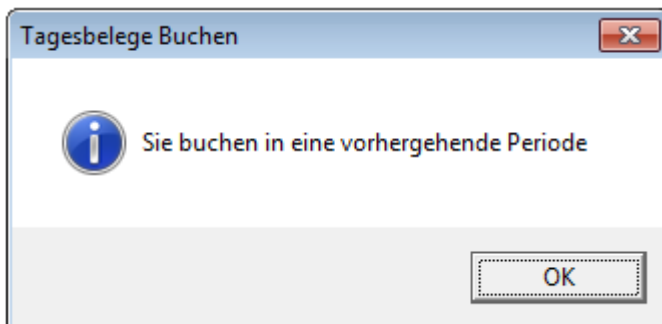 Tagesbelege Buchen
Sie buchen in eine vorhergehende Periode
OK